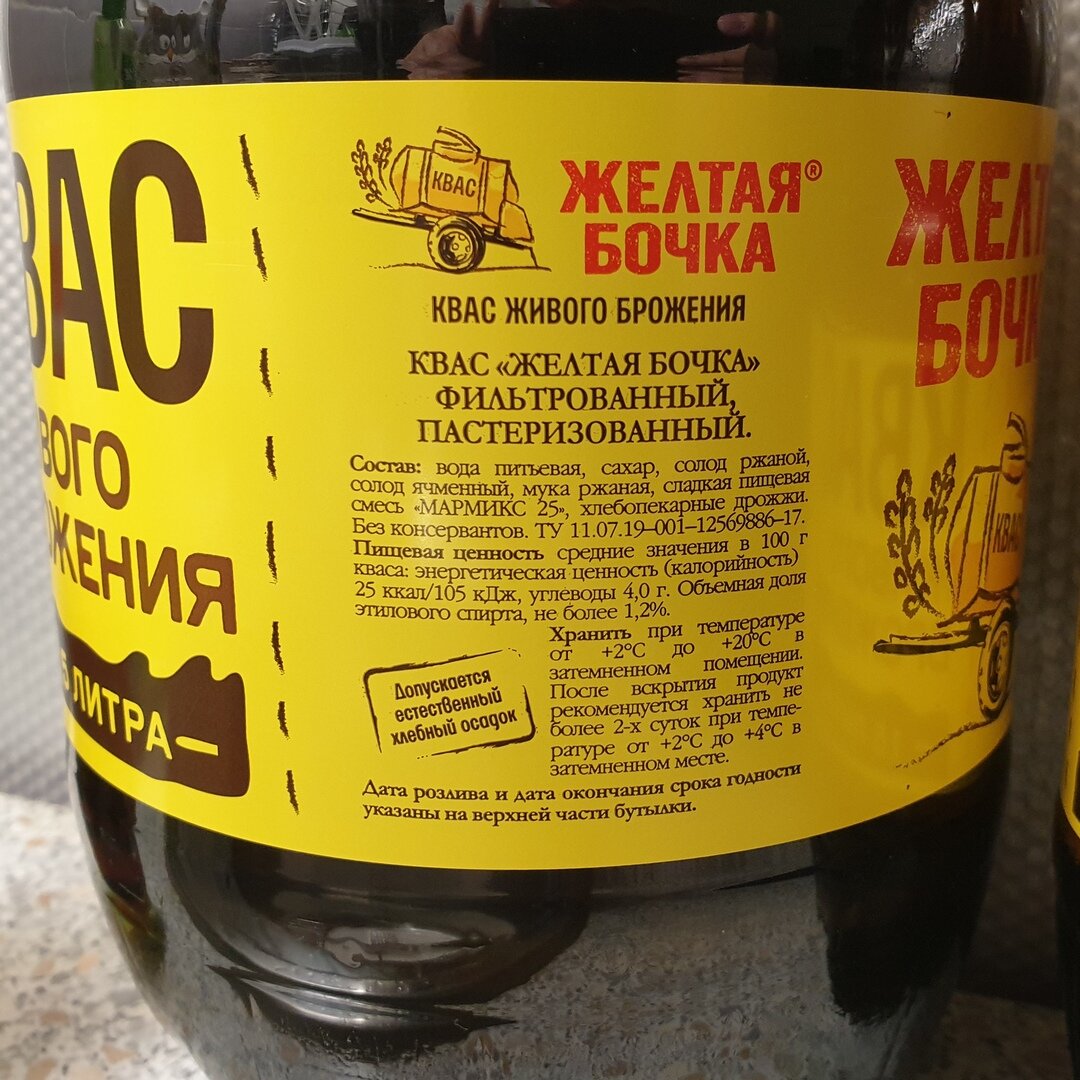 КВАС
ЖЕЛТАЯ®
БОЧКА
КВАС ЖИВОГО БРОЖЕНИЯ
КВАС «ЖЕЛТАЯ БОЧКА»
ФИЛЬТРОВАННЫЙ,
ПАСТЕРИЗОВАННЫЙ.
Состав: вода питьевая, сахар, солод ржаной,
солод ячменный, мука ржаная, сладкая пищевая
смесь «МАРМИКС 25», хлебопекарные дрожжи.
Без консервантов. ТУ 11.07.19–001–12569886–17.
Пищевая ценность средние значения в 100 г
кваса: энергетическая ценность (калорийность)
25 ккал/105 кДж, углеводы 4,0 г. Объемная доля
этилового спирта, не более 1,2%.
Хранить при температуре
от +2°С до +20°С в
затемненном помещении.
После вскрытия продукт
рекомендуется хранить не
более 2-х суток при темпе-
ратуре от +2°С до +4°С в
затемненном месте.
Допускается
естественный
хлебный осадок
Дата розлива и дата окончания срока годности
указаны на верхней части бутылки.
ВАС
ВОГО
ЖЕНИЯ
ЛИТРА–
ЖЕЛТ
БОЧК
КВАС